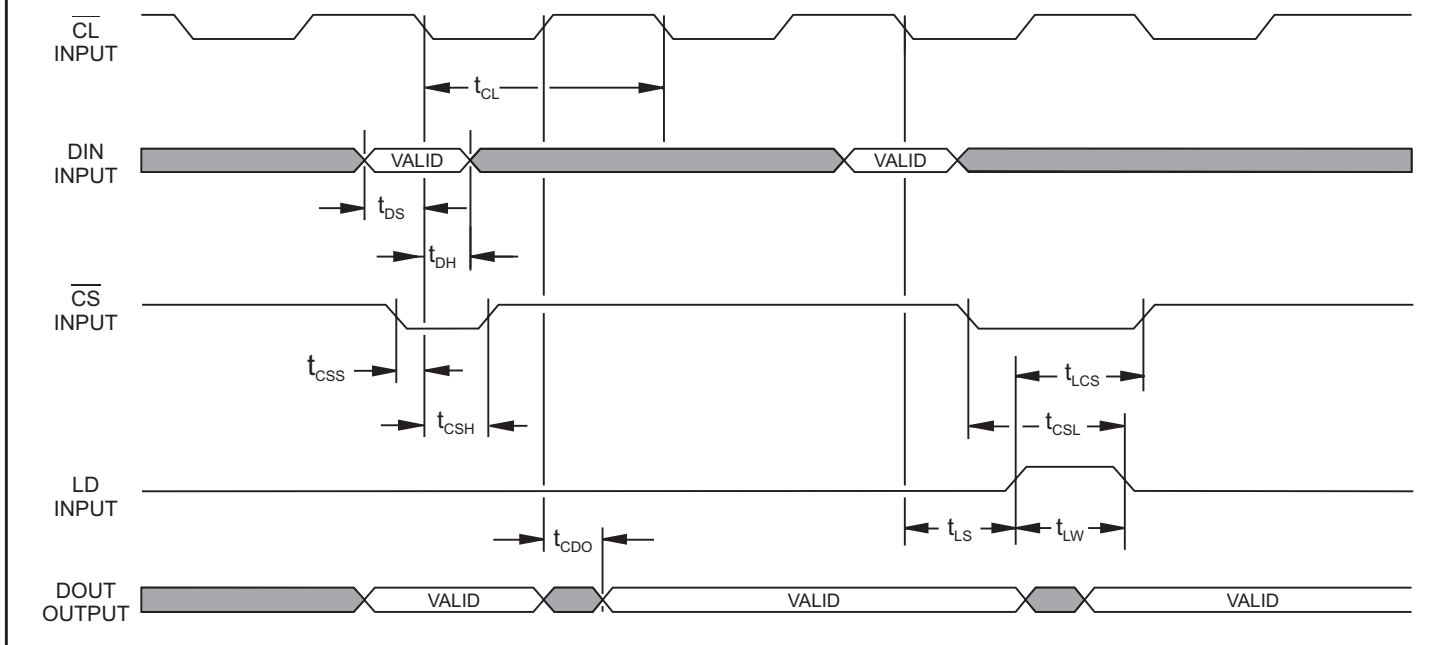 CL
INPUT
tCL
DIN
INPUT
VALID
VALID
tDS
tDH
CS
INPUT
tCSS
tLCS
tCSH
tCSL
LD
INPUT
tLS
tLW
tCDO
DOUT
OUTPUT
VALID
VALID
VALID